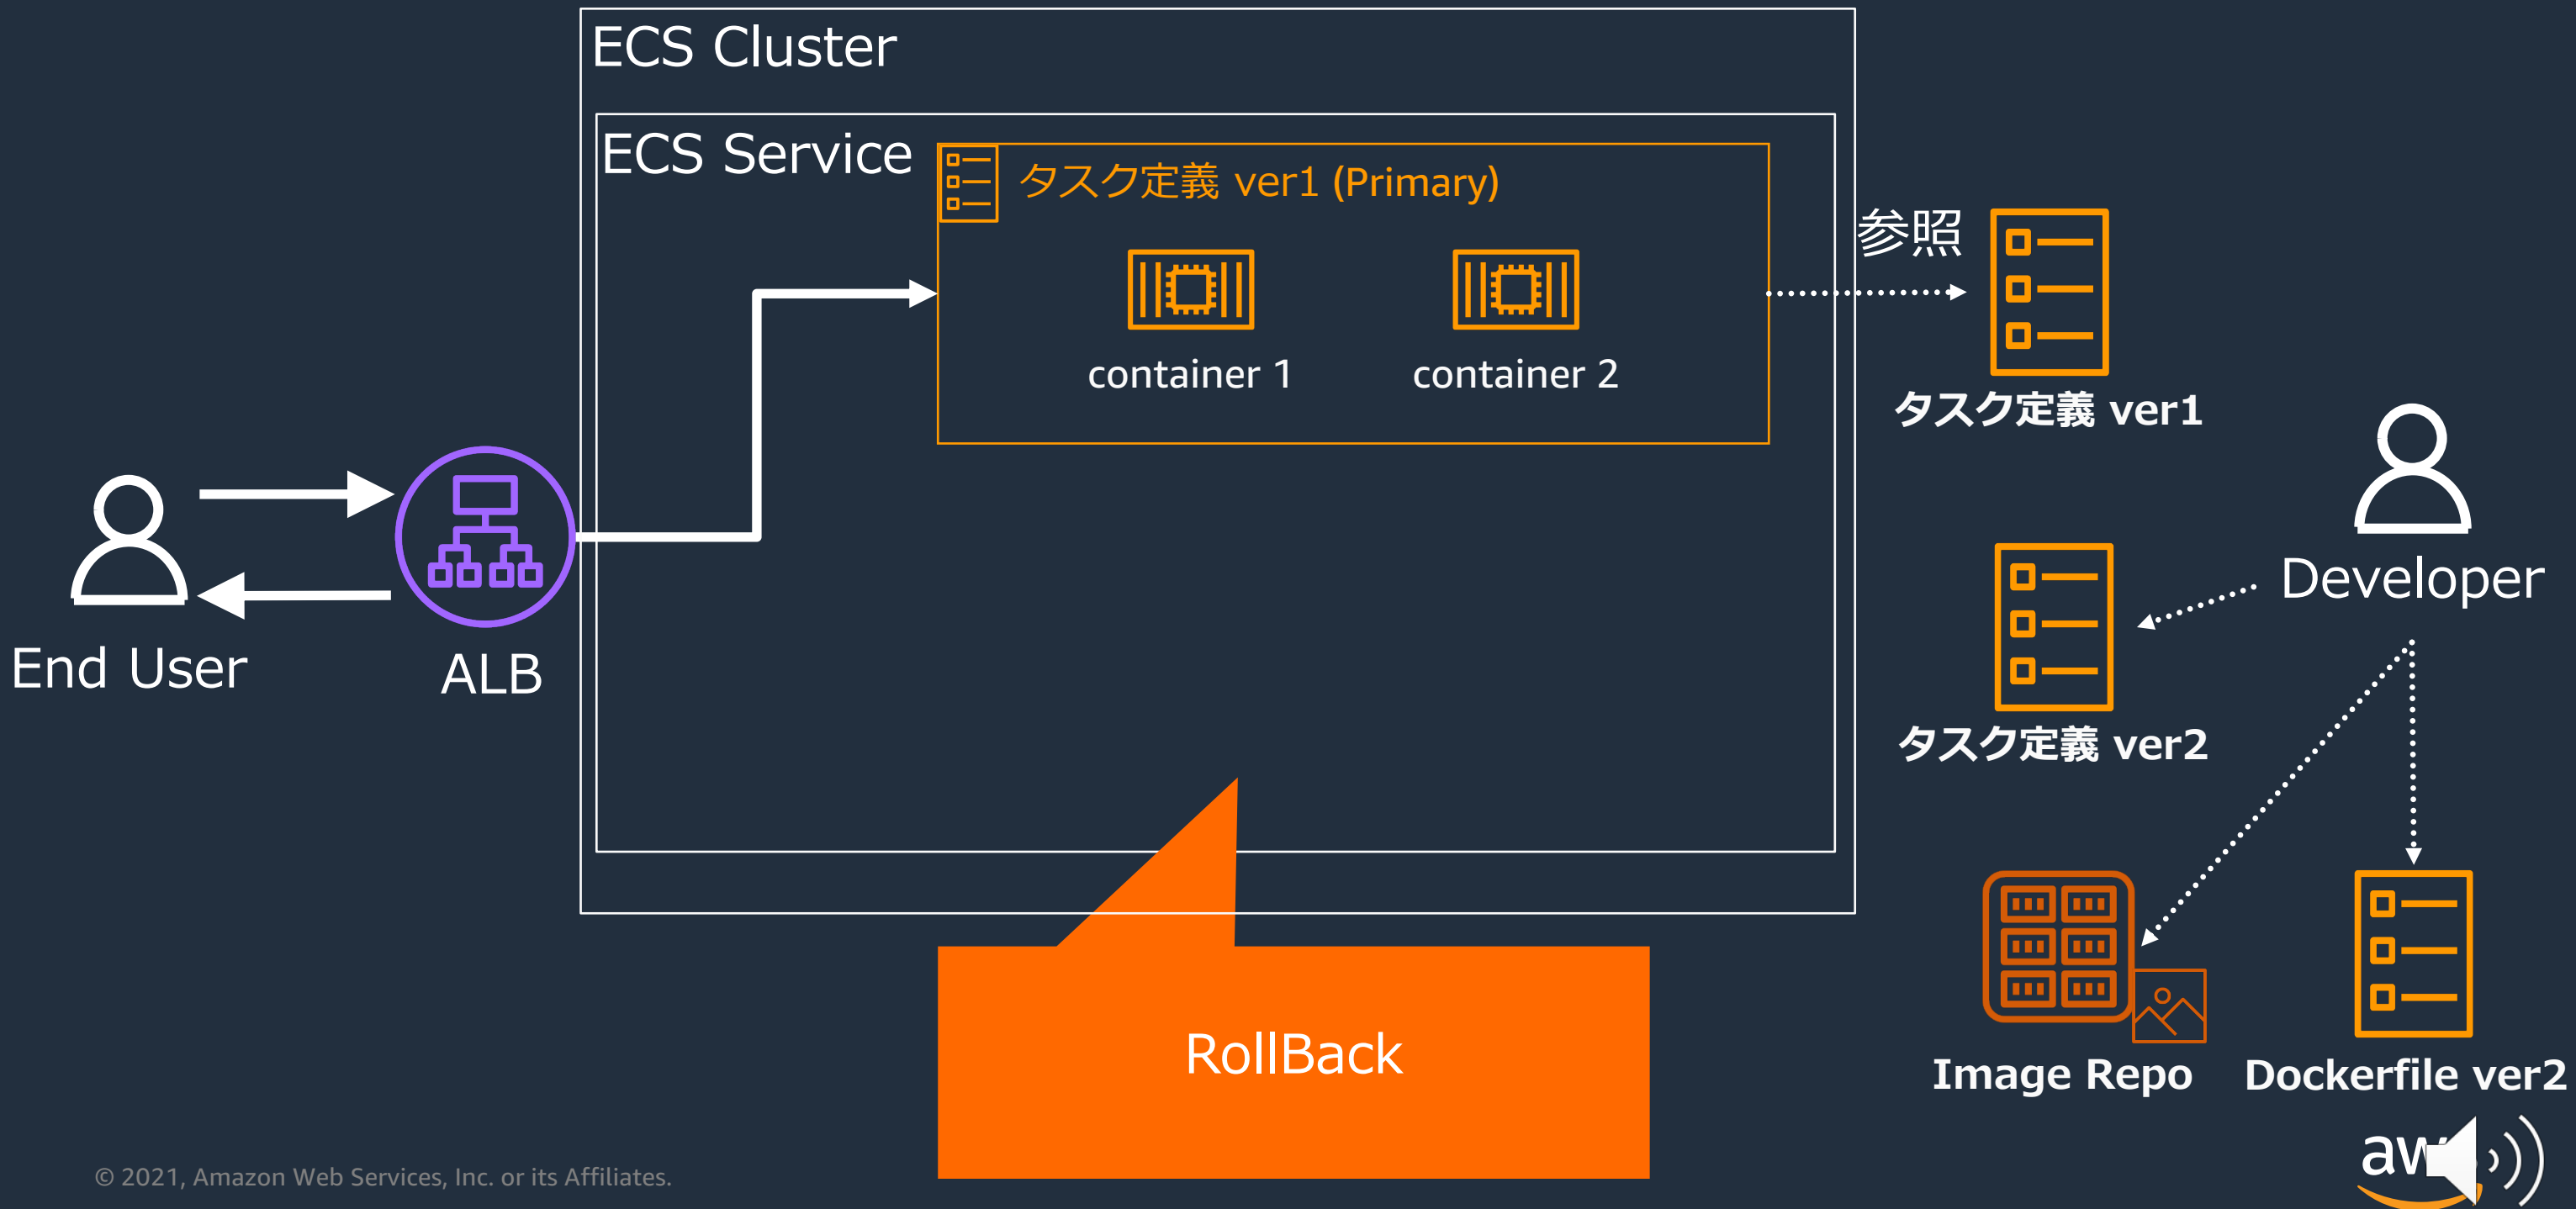 ECS Cluster
ECS Service
タスク定義 ver1 (Primary)
container 1
container 2
参照
タスク定義 ver1
End User
ALB
Developer
タスク定義 ver2
RollBack
Image Repo
Dockerfile ver2
© 2021, Amazon Web Services, Inc. or its Affiliates.